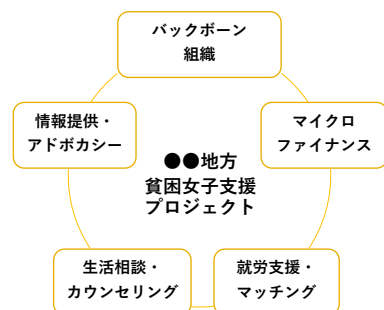 バックボーン
組織
情報提供・
アドボカシー
マイクロ
ファイナンス
●●地方
貧困女子支援
プロジェクト
生活相談・
カウンセリング
就労支援・
マッチング